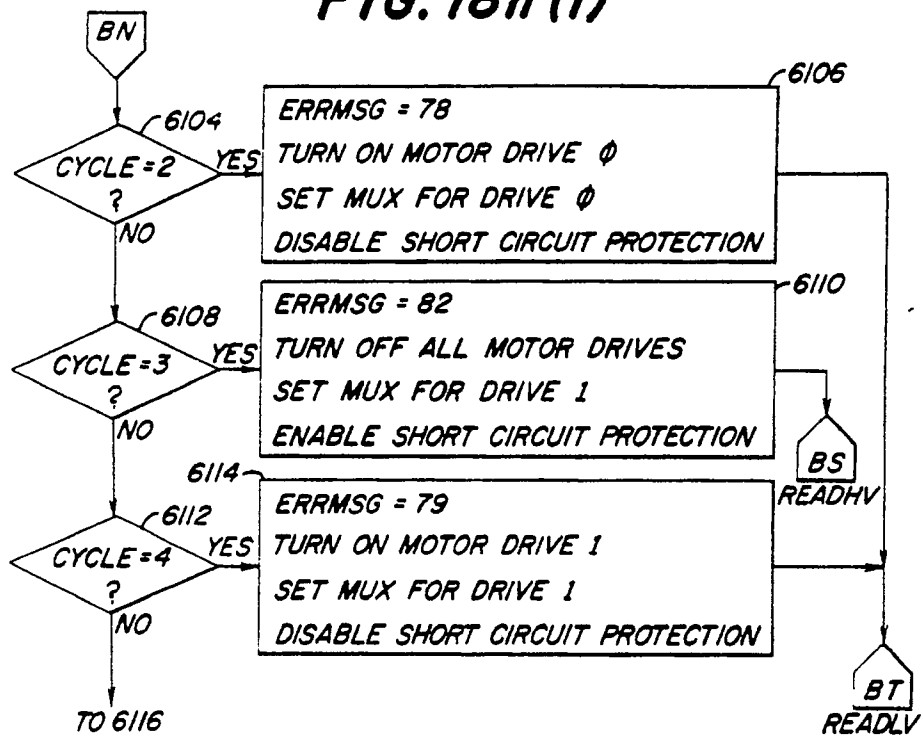 FIG. 18II (1)
BN
6104
CYCLE = 2
?
YES
NO
6106
ERRMSG = 78
TURN ON MOTOR DRIVE ϕ
SET MUX FOR DRIVE ϕ
DISABLE SHORT CIRCUIT PROTECTION
6108
CYCLE = 3
?
YES
NO
6110
ERRMSG = 82
TURN OFF ALL MOTOR DRIVES
SET MUX FOR DRIVE 1
ENABLE SHORT CIRCUIT PROTECTION
BS
READHV
6112
CYCLE = 4
?
YES
NO
6114
ERRMSG = 79
TURN ON MOTOR DRIVE 1
SET MUX FOR DRIVE 1
DISABLE SHORT CIRCUIT PROTECTION
BT
READLV
TO 6116